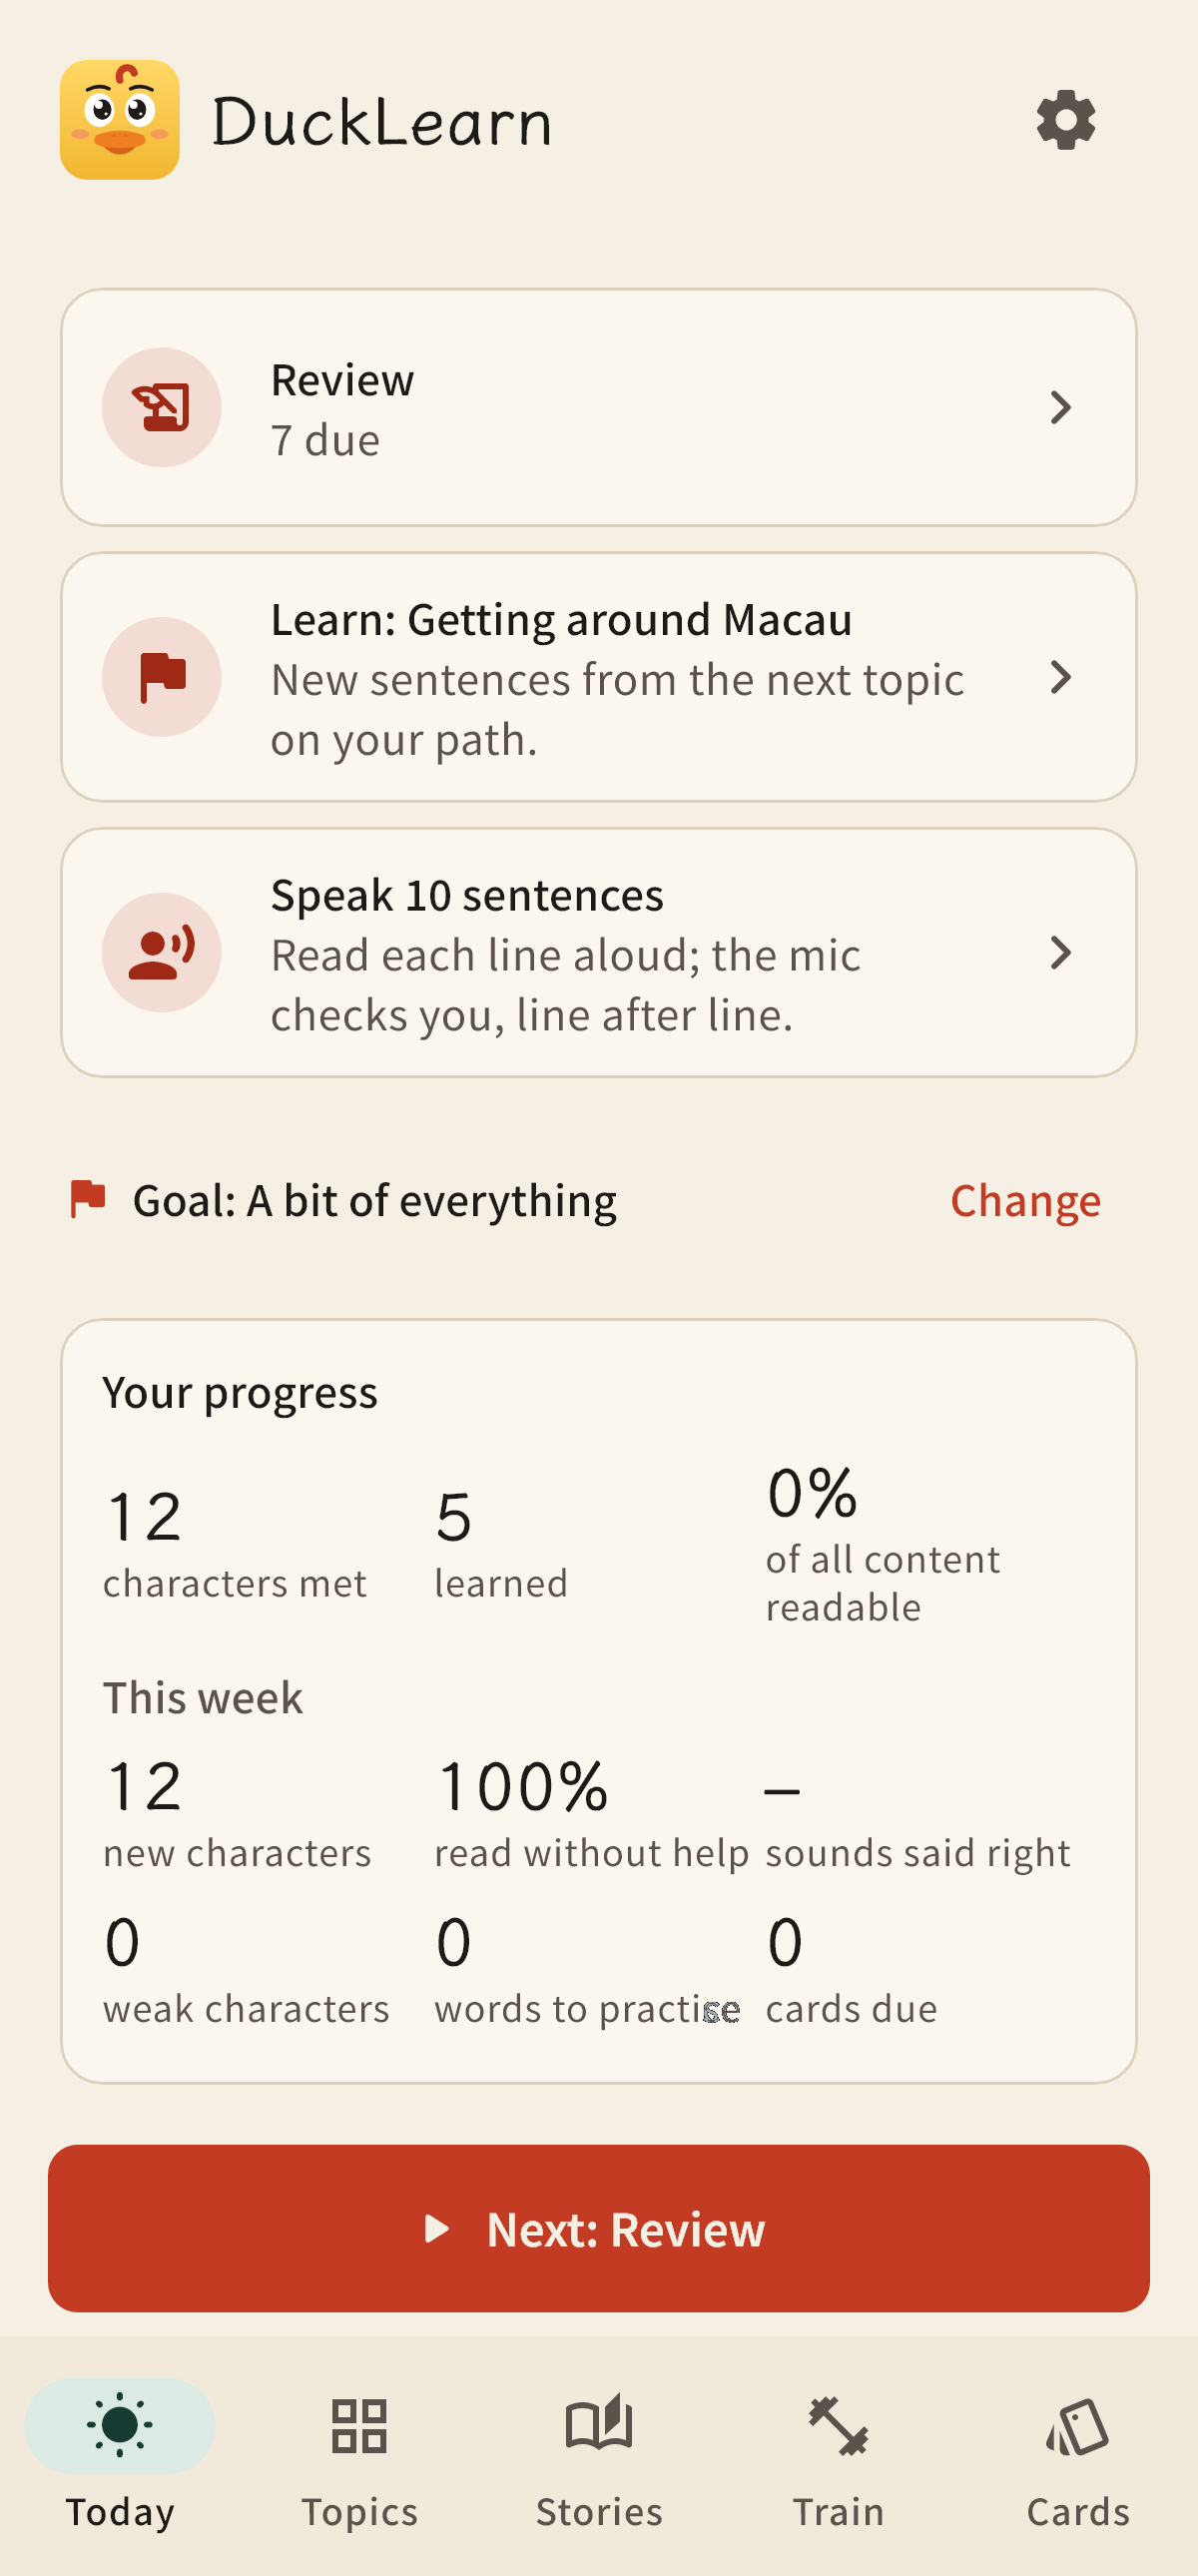 DuckLearn
Review
7 due
Learn: Getting around Macau
New sentences from the next topic
on your path.
Speak 10 sentences
Read each line aloud; the mic
checks you, line after line.
Goal: A bit of everything
Change
Your progress
12
characters met
5
learned
0%
of all content
readable
This week
12
new characters
100%
read without help
–
sounds said right
0
weak characters
0
words to practise
0
cards due
Next: Review
Today
Topics
Stories
Train
Cards